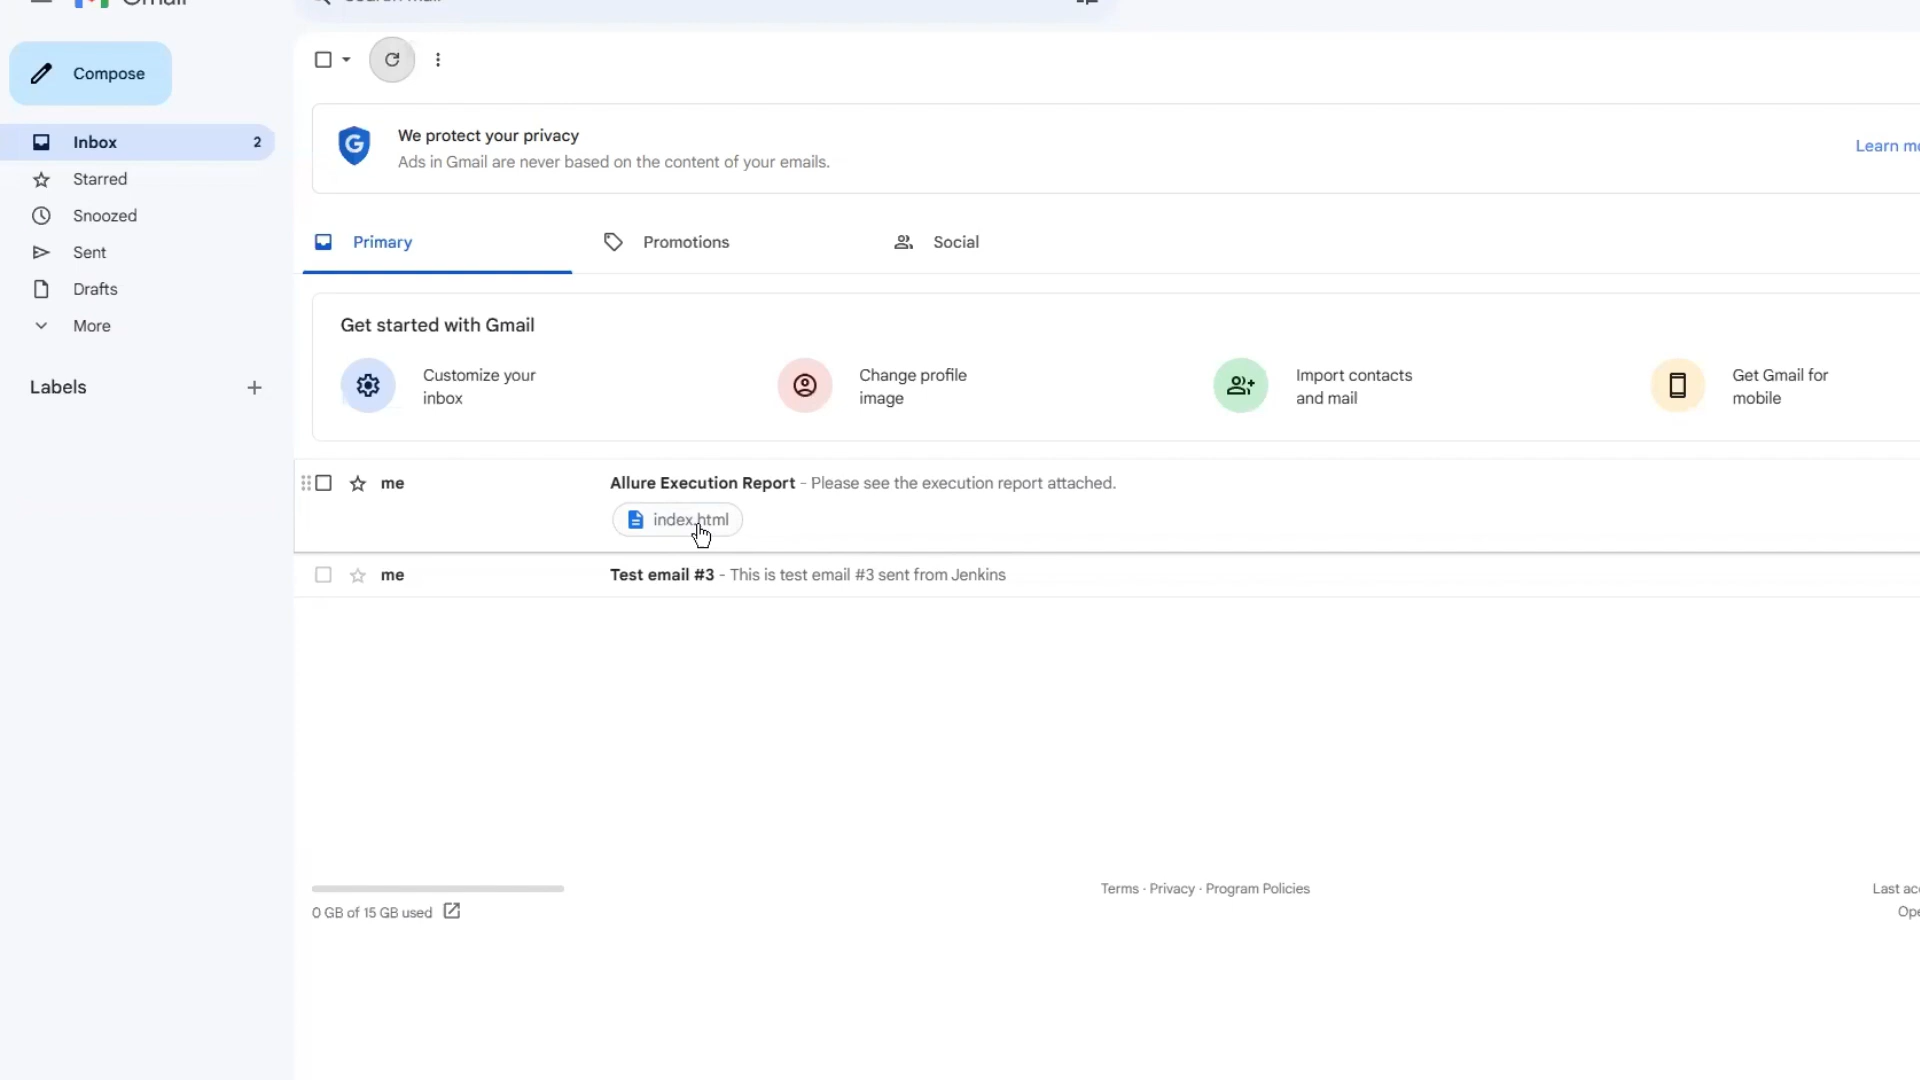 Gmail
Search mail
Compose
Inbox 2
Starred
Snoozed
Sent
Drafts
More
Labels
We protect your privacy
Ads in Gmail are never based on the content of your emails.
Learn mo
Primary Promotions Social
Get started with Gmail
Customize your
inbox
Change profile
image
Import contacts
and mail
Get Gmail for
mobile
me Allure Execution Report - Please see the execution report attached.
index.html
me Test email #3 - This is test email #3 sent from Jenkins
0 GB of 15 GB used
Terms · Privacy · Program Policies
Last acc
Ope